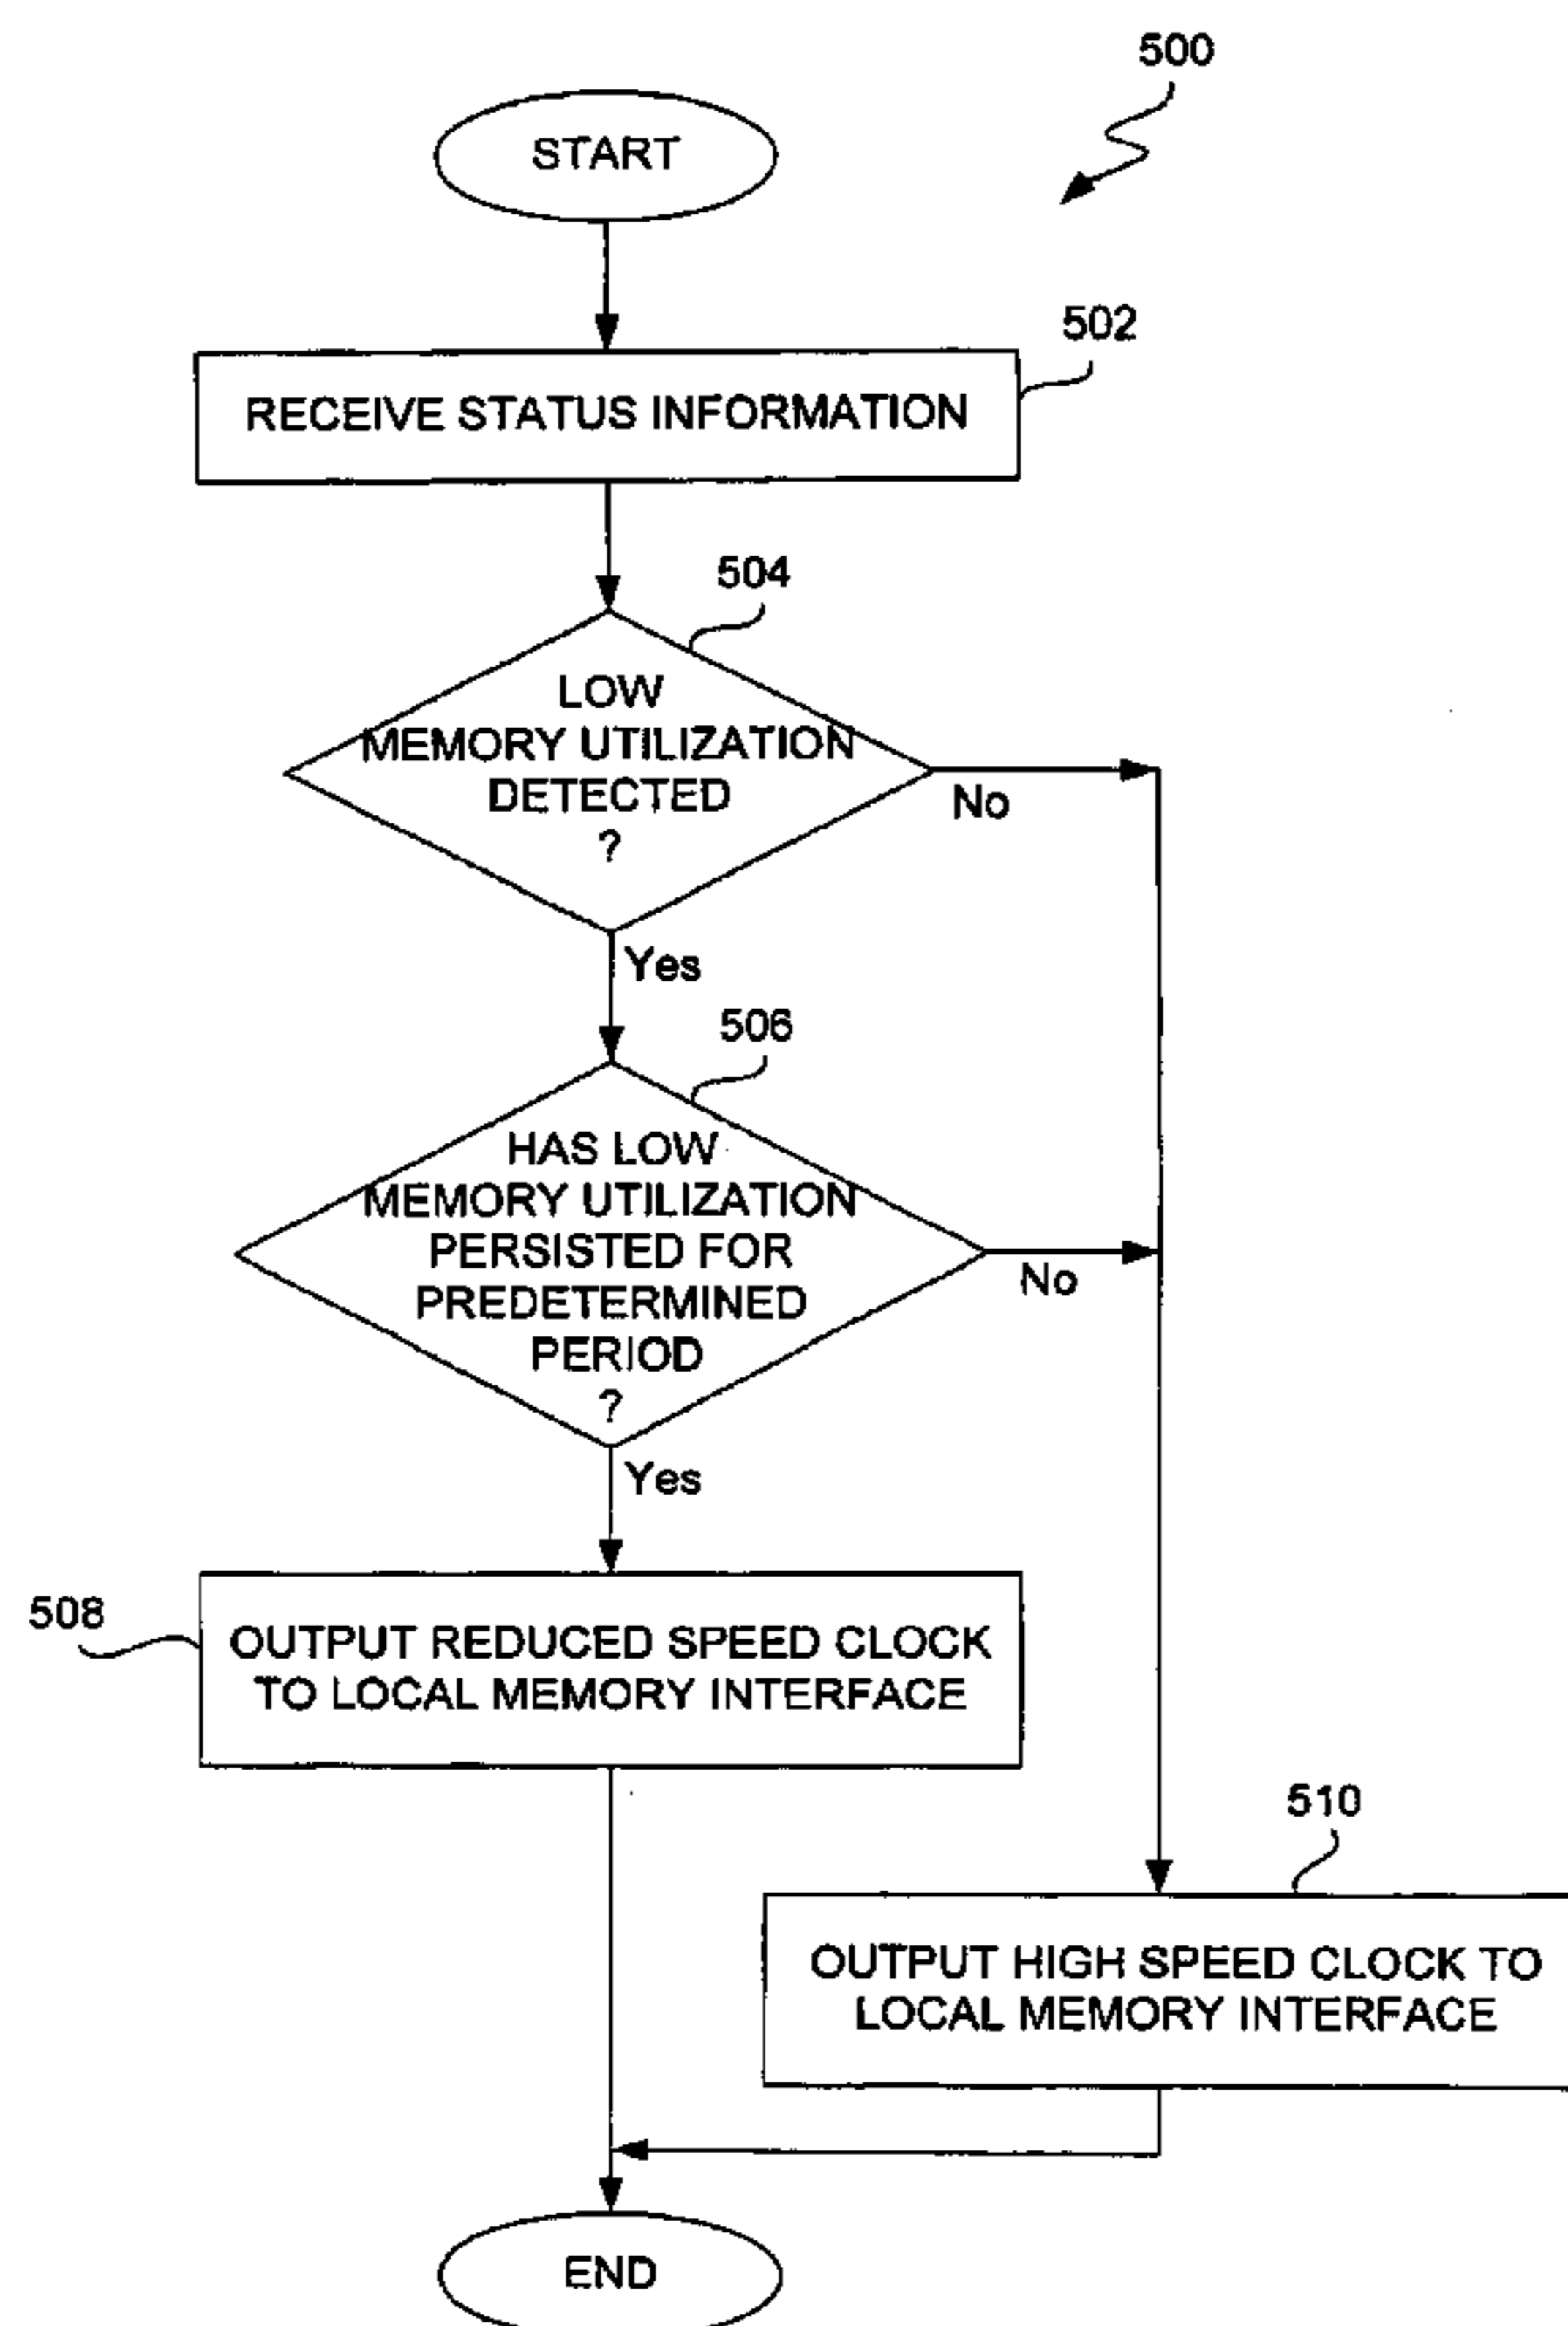 500
START
502
RECEIVE STATUS INFORMATION
504
LOW
MEMORY UTILIZATION
DETECTED
?
No
Yes
506
HAS LOW
MEMORY UTILIZATION
PERSISTED FOR
PREDETERMINED
PERIOD
?
No
Yes
508
OUTPUT REDUCED SPEED CLOCK
TO LOCAL MEMORY INTERFACE
510
OUTPUT HIGH SPEED CLOCK TO
LOCAL MEMORY INTERFACE
END